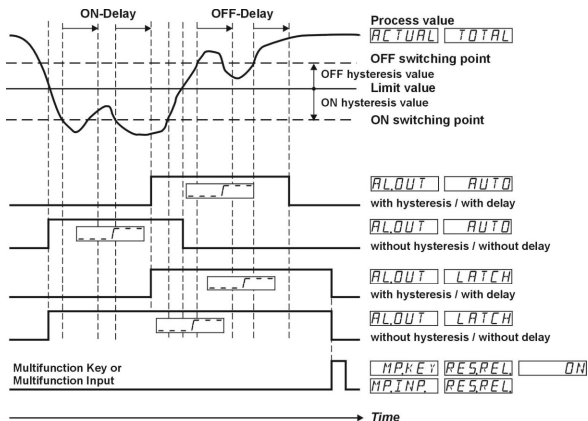 ON-Delay OFF-Delay
Process value
ACTUAL TOTAL
OFF switching point
OFF hysteresis value
Limit value
ON hysteresis value
ON switching point
AL.OUT AUTO
with hysteresis / with delay
AL.OUT AUTO
without hysteresis / without delay
AL.OUT LATCH
with hysteresis / with delay
AL.OUT LATCH
without hysteresis / without delay
Multifunction Key or
Multifunction Input
MP.KEY RES.REL. ON
MP.INP. RES.REL.
Time